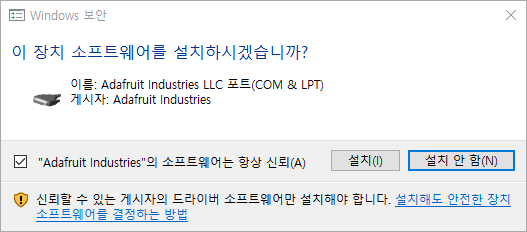 Windows 보안
이 장치 소프트웨어를 설치하시겠습니까?
이름: Adafruit Industries LLC 포트(COM & LPT)
게시자: Adafruit Industries
"Adafruit Industries"의 소프트웨어는 항상 신뢰(A)
설치(I)
설치 안 함(N)
신뢰할 수 있는 게시자의 드라이버 소프트웨어만 설치해야 합니다. 설치해도 안전한 장치
소프트웨어를 결정하는 방법